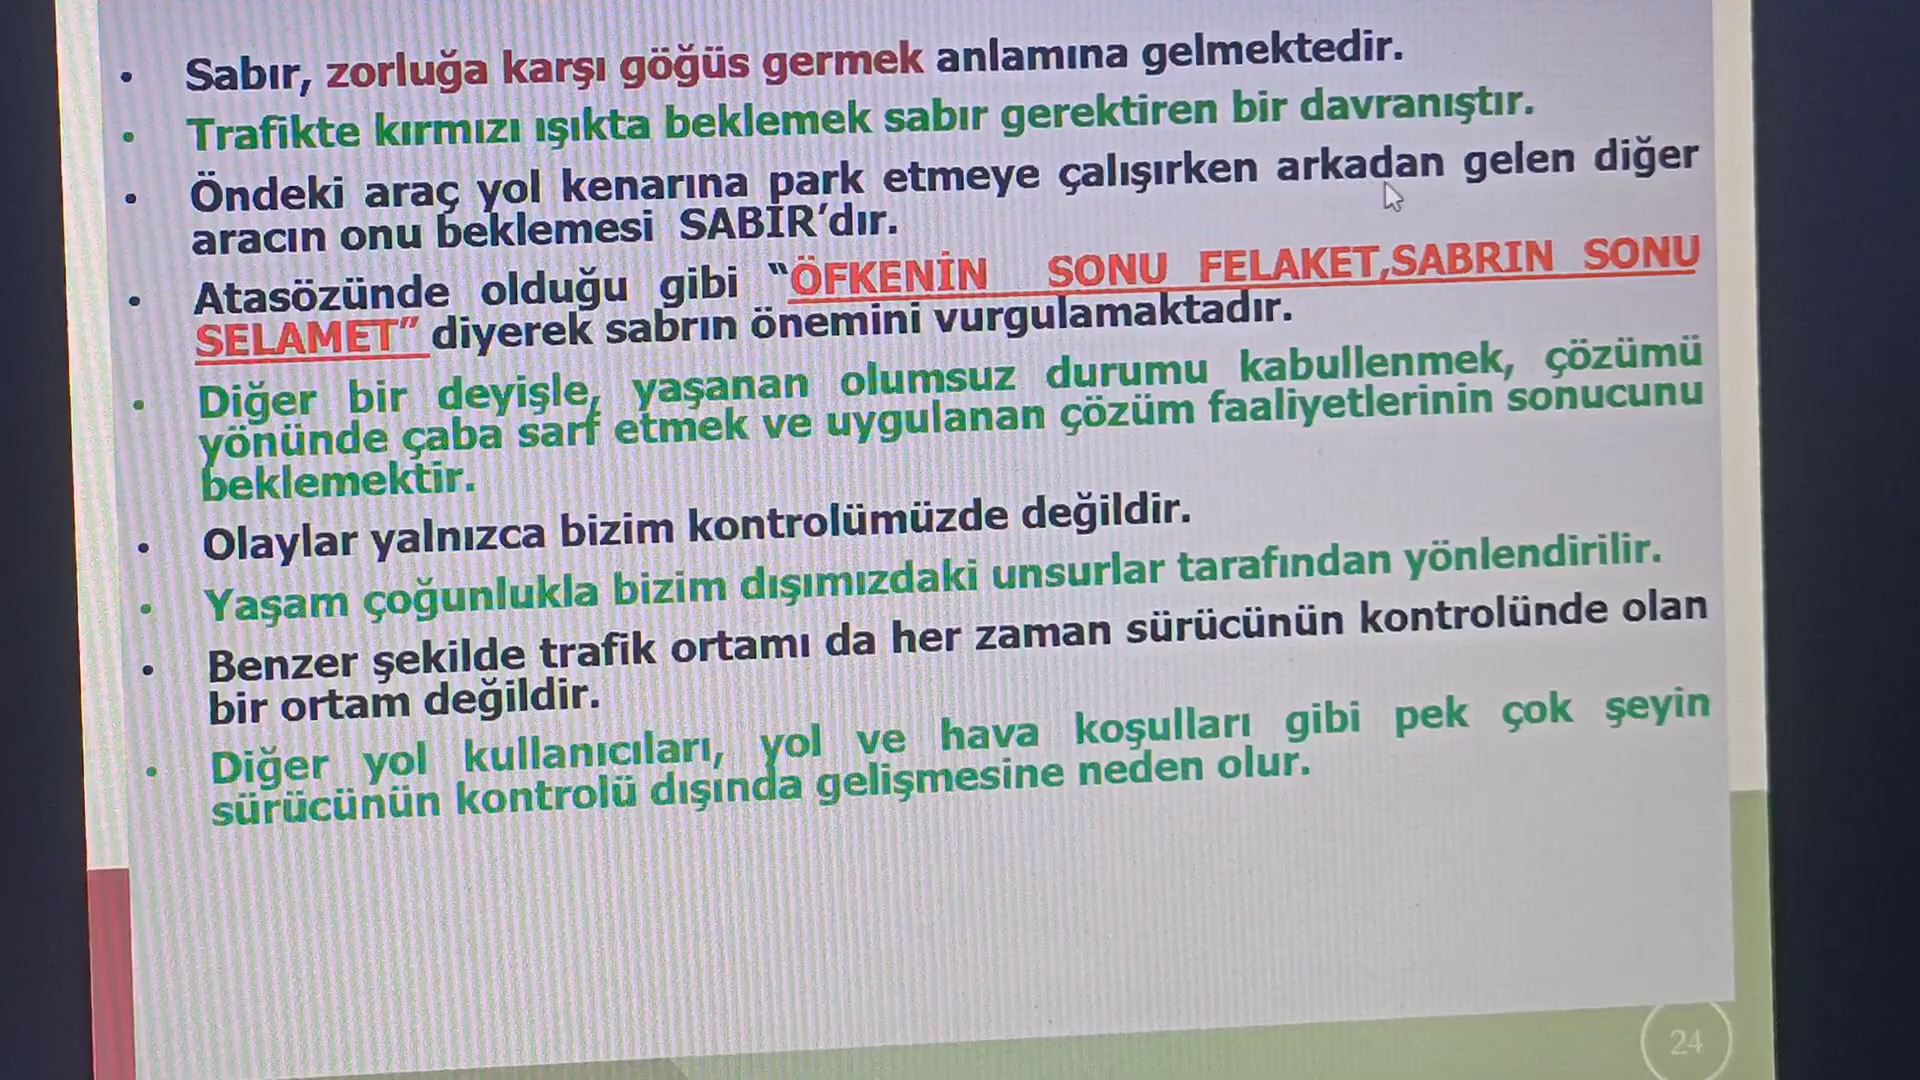 • Sabır, zorluğa karşı göğüs germek anlamına gelmektedir.
• Trafikte kırmızı ışıkta beklemek sabır gerektiren bir davranıştır.
• Öndeki araç yol kenarına park etmeye çalışırken arkadan gelen diğer
aracın onu beklemesi SABIR’dır.
• Atasözünde olduğu gibi “ÖFKENİN SONU FELAKET,SABRIN SONU
SELAMET” diyerek sabrın önemini vurgulamaktadır.
• Diğer bir deyişle, yaşanan olumsuz durumu kabullenmek, çözümü
yönünde çaba sarf etmek ve uygulanan çözüm faaliyetlerinin sonucunu
beklemektir.
• Olaylar yalnızca bizim kontrolümüzde değildir.
• Yaşam çoğunlukla bizim dışımızdaki unsurlar tarafından yönlendirilir.
• Benzer şekilde trafik ortamı da her zaman sürücünün kontrolünde olan
bir ortam değildir.
• Diğer yol kullanıcıları, yol ve hava koşulları gibi pek çok şeyin
sürücünün kontrolü dışında gelişmesine neden olur.
24